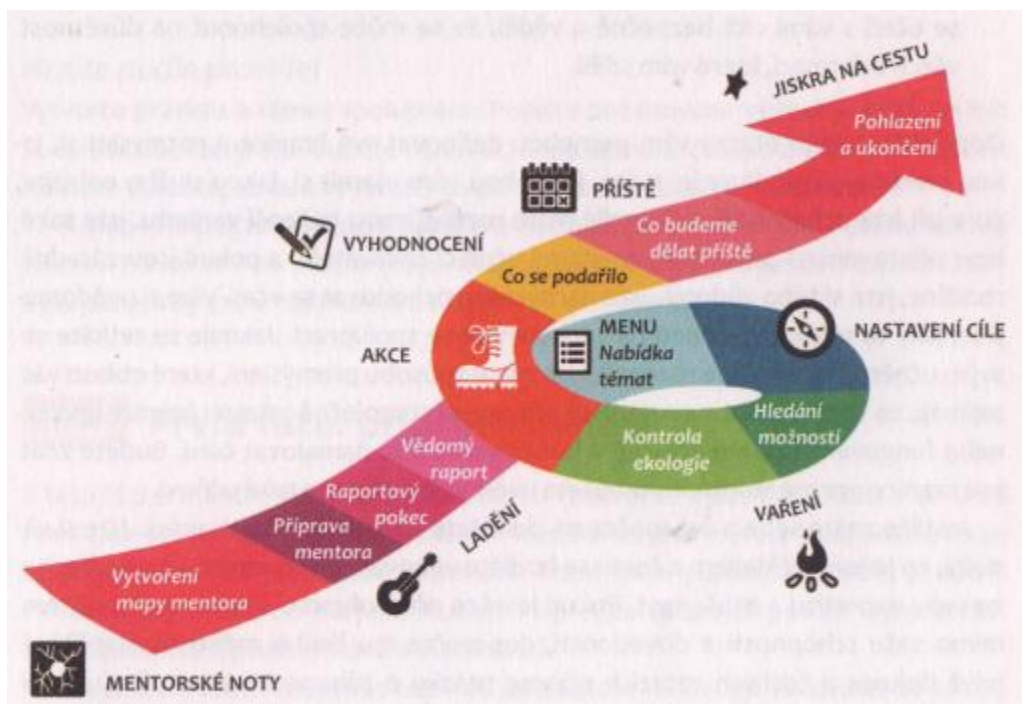 JISKRA NA CESTU
Pohlazení
a ukončení
PŘÍŠTĚ
Co budeme
dělat příště
VYHODNOCENÍ
Co se podařilo
AKCE
MENU
Nabídka
témat
NASTAVENÍ CÍLE
Hledání
možností
Kontrola
ekologie
VAŘENÍ
Vědomý
raport
Raportový
pokec
Příprava
mentora
LADĚNÍ
Vytvoření
mapy mentora
MENTORSKÉ NOTY